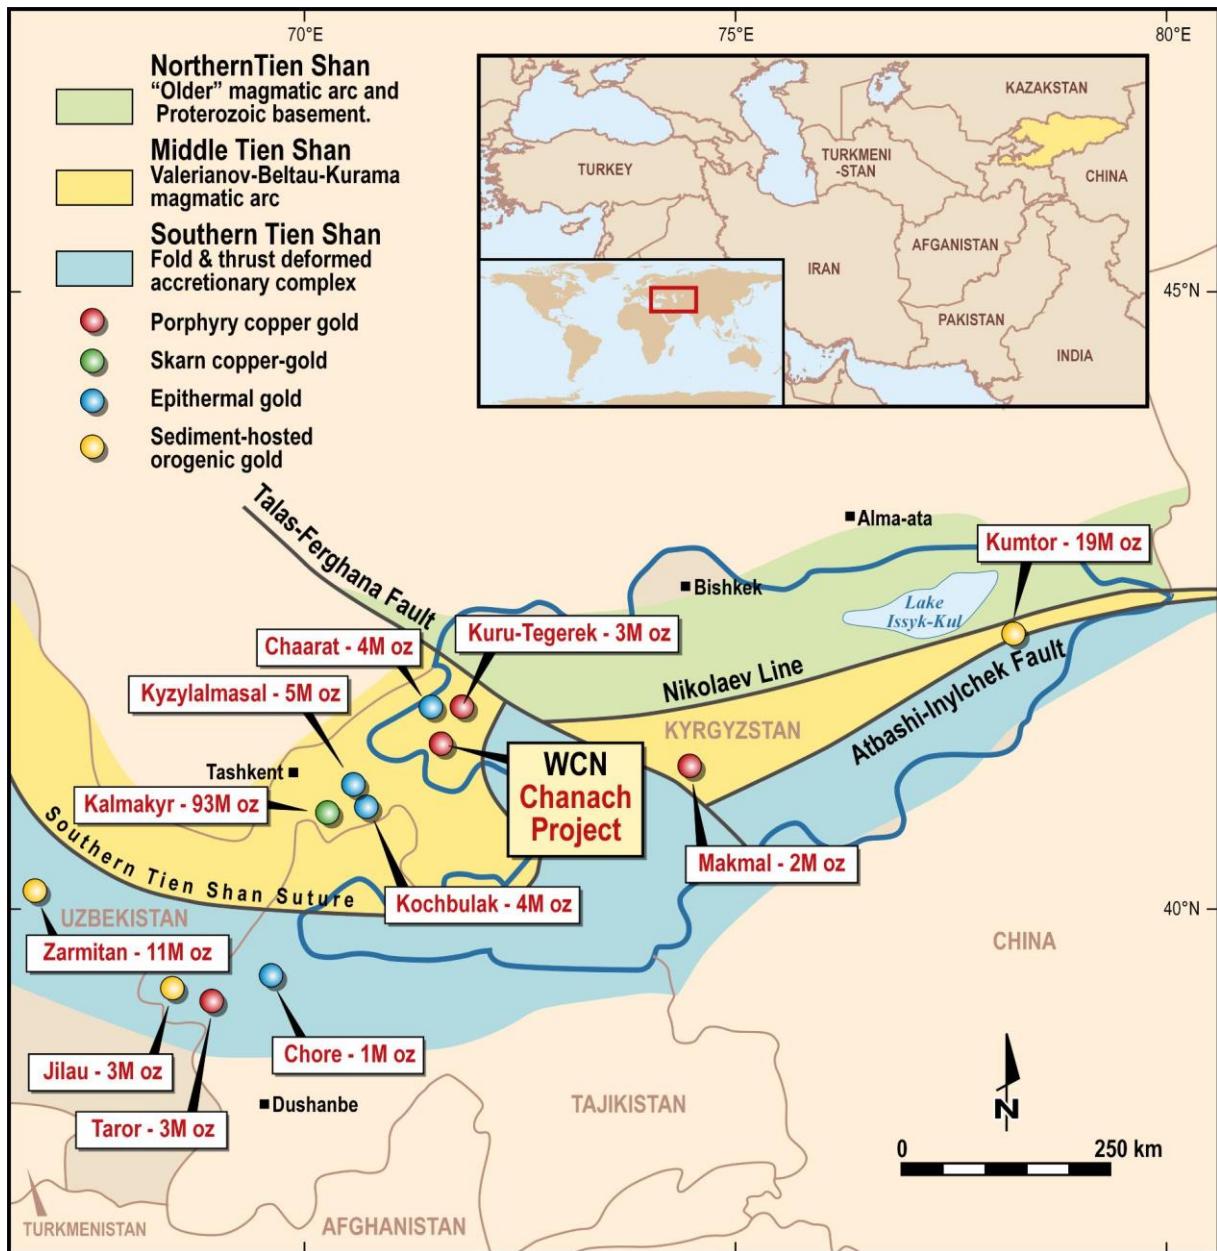 70°E
75°E
80°E
NorthernTien Shan
“Older” magmatic arc and
Proterozoic basement.
Middle Tien Shan
Valerianov-Beltau-Kurama
magmatic arc
Southern Tien Shan
Fold & thrust deformed
accretionary complex
Porphyry copper gold
Skarn copper-gold
Epithermal gold
Sediment-hosted
orogenic gold
KAZAKSTAN
TURKEY
TURKMENI
-STAN
CHINA
AFGANISTAN
IRAN
PAKISTAN
INDIA
45°N
Talas-Ferghana Fault
Alma-ata
Kumtor - 19M oz
Bishkek
Lake
Issyk-Kul
Chaarat - 4M oz
Kuru-Tegerek - 3M oz
Kyzylalmasal - 5M oz
Nikolaev Line
KYRGYZSTAN
Atbashi-Inylchek Fault
Tashkent
WCN
Chanach
Project
Kalmakyr - 93M oz
Southern Tien Shan Suture
Makmal - 2M oz
Kochbulak - 4M oz
40°N
UZBEKISTAN
CHINA
Zarmitan - 11M oz
Chore - 1M oz
Jilau - 3M oz
Dushanbe
TAJIKISTAN
Taror - 3M oz
N
0
250 km
TURKMENISTAN
AFGHANISTAN